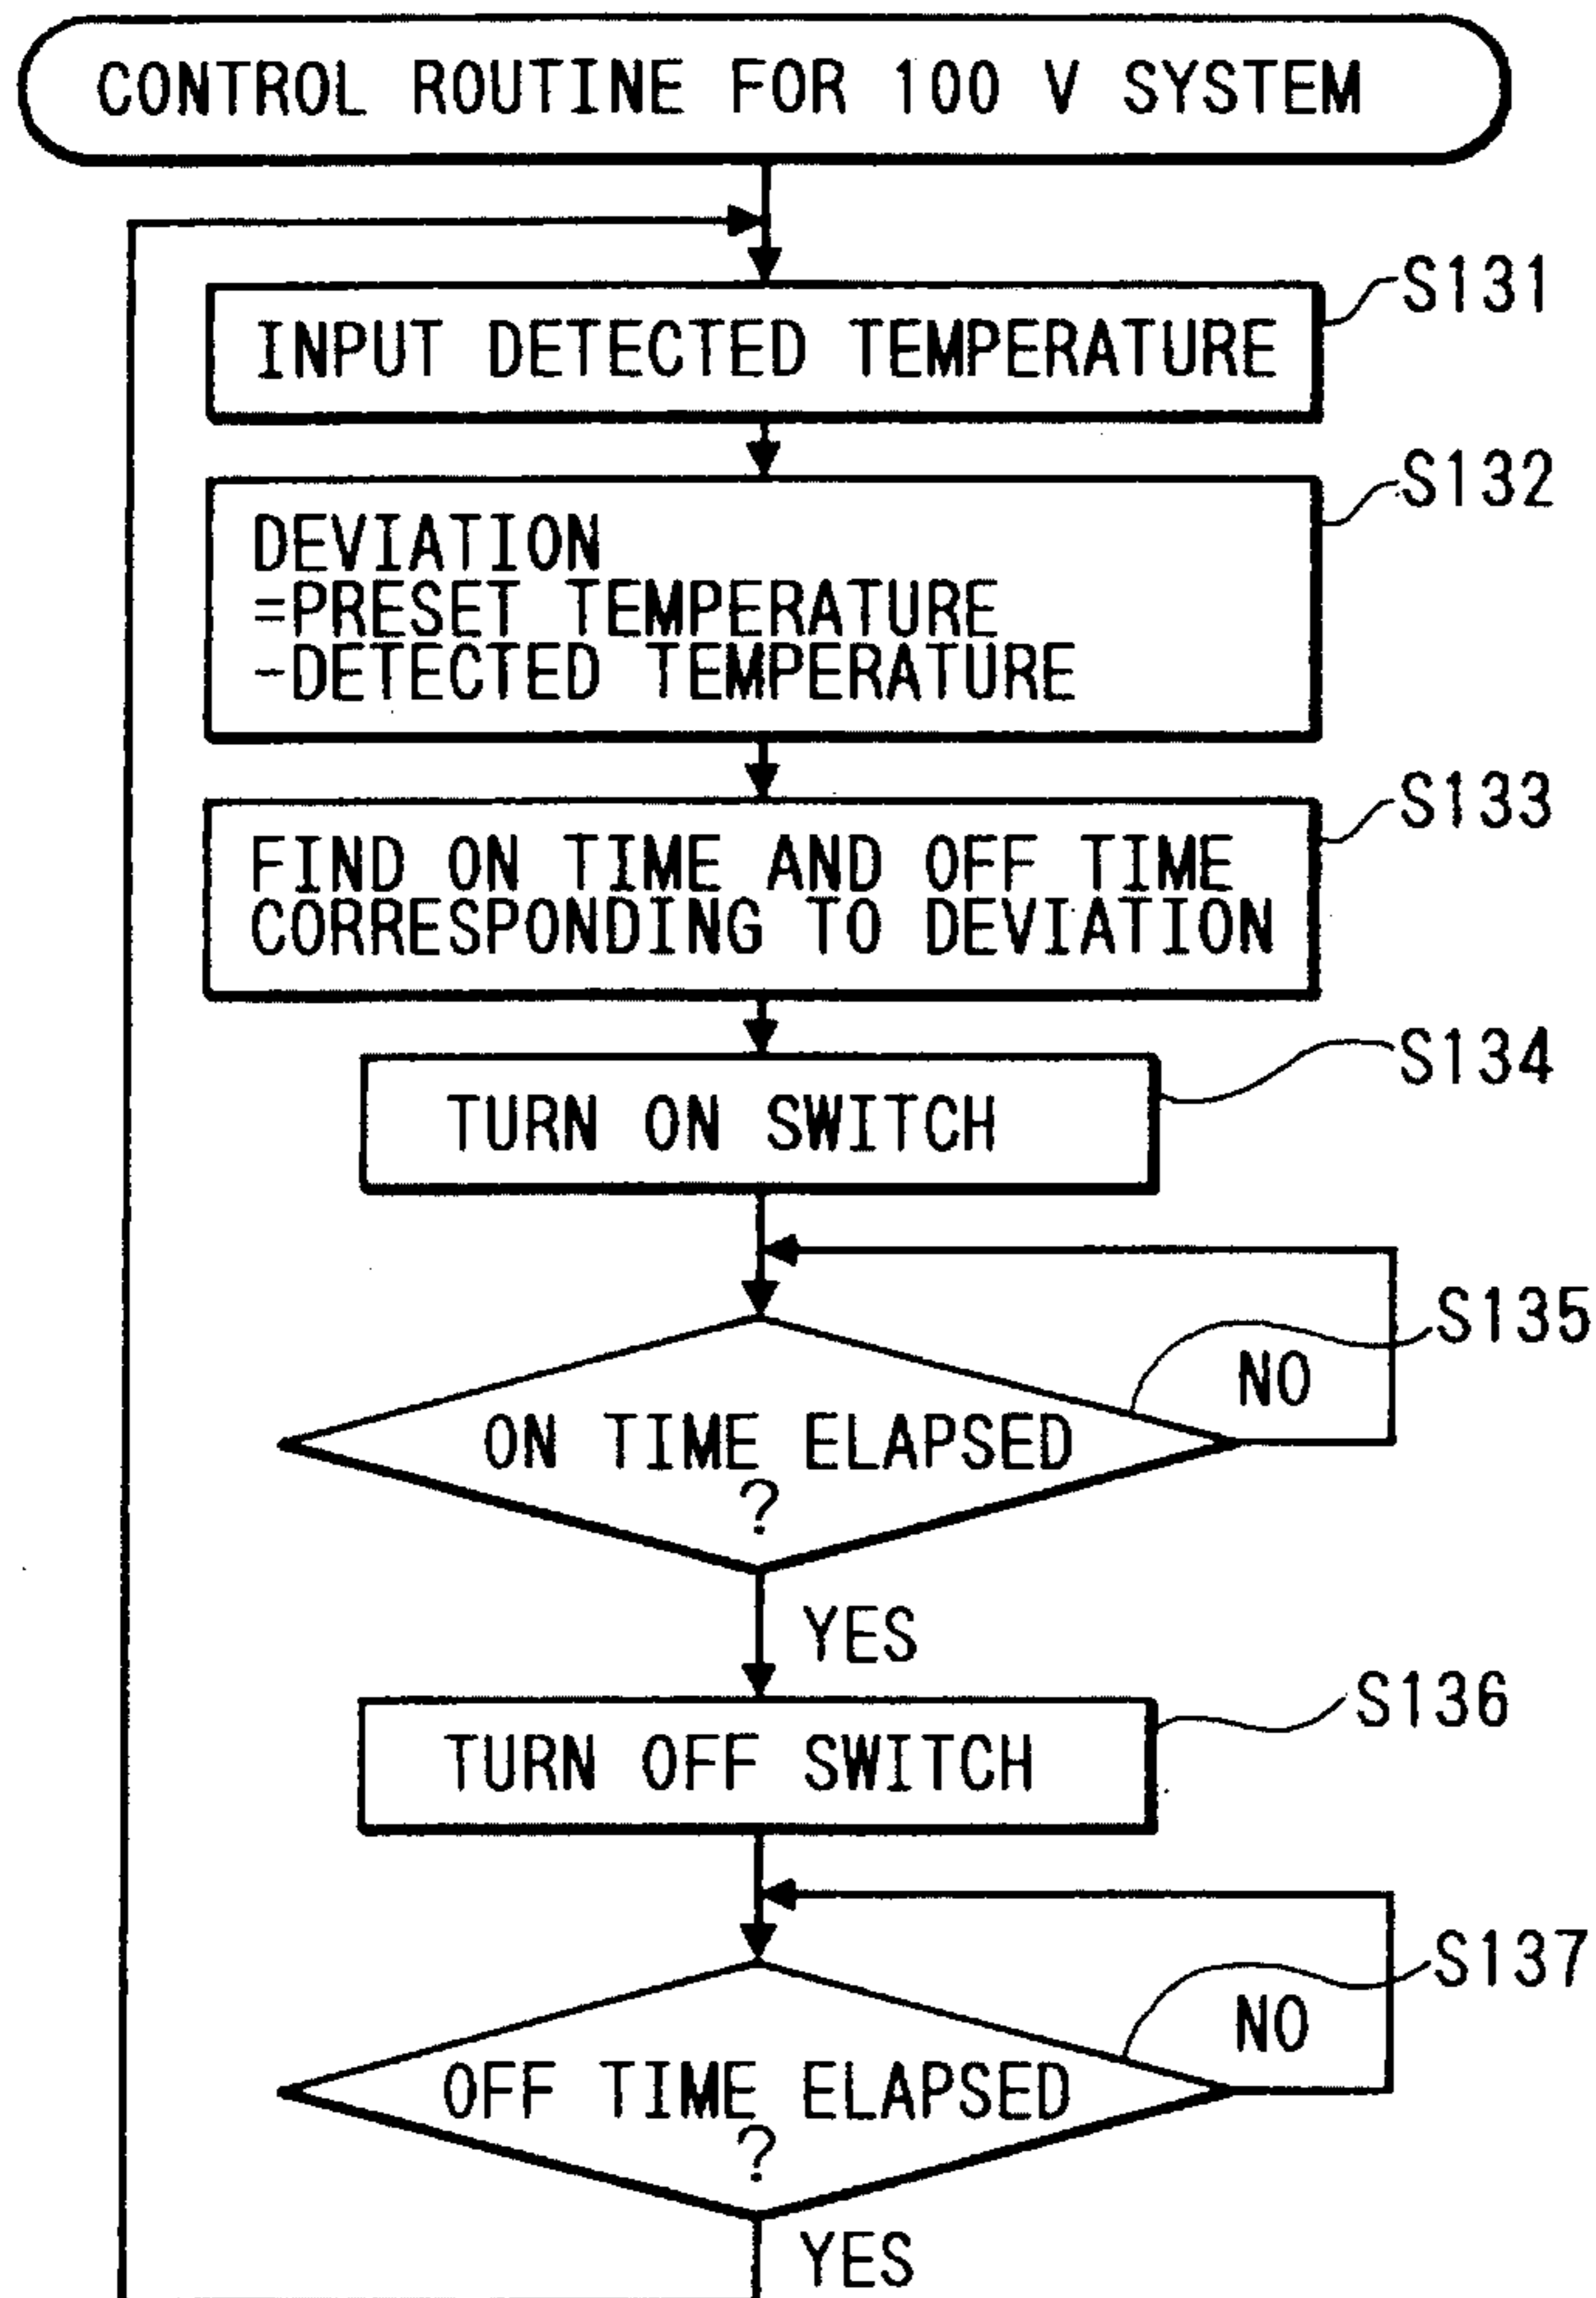 CONTROL ROUTINE FOR 100 V SYSTEM
S131
INPUT DETECTED TEMPERATURE
S132
DEVIATION
=PRESET TEMPERATURE
-DETECTED TEMPERATURE
S133
FIND ON TIME AND OFF TIME
CORRESPONDING TO DEVIATION
S134
TURN ON SWITCH
S135
NO
ON TIME ELAPSED
?
YES
S136
TURN OFF SWITCH
S137
NO
OFF TIME ELAPSED
?
YES